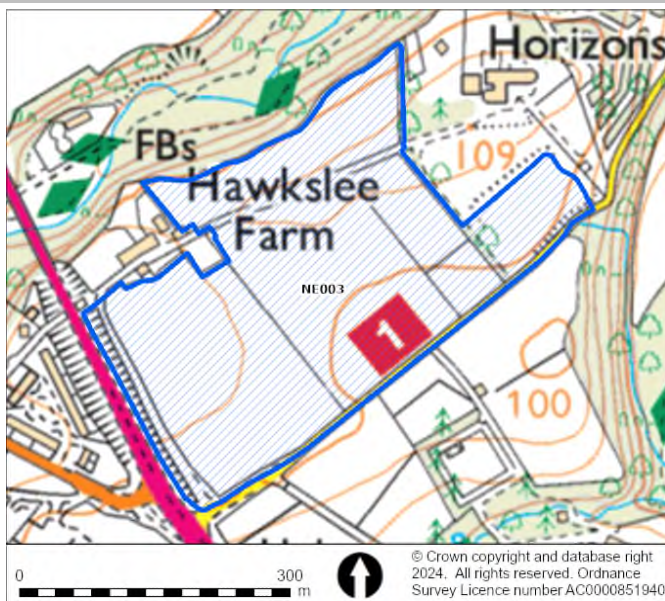 Horizons
FBs
109
Hawkslee
Farm
NE003
1
100
0 300
m
© Crown copyright and database right
2024. All rights reserved. Ordnance
Survey Licence number AC0000851940